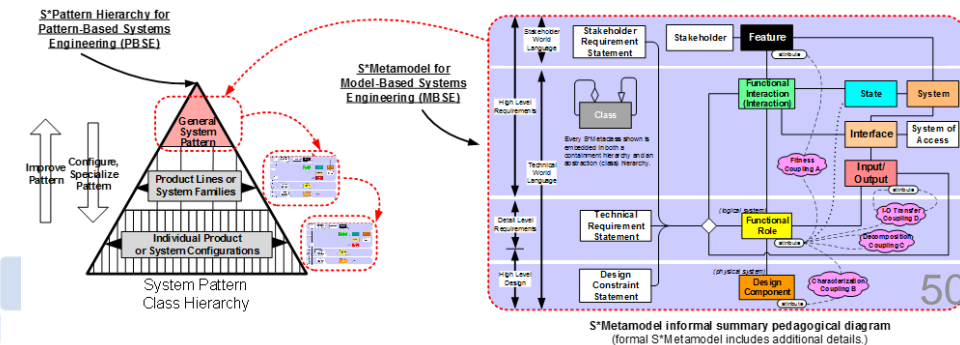 S*Pattern Hierarchy for
Pattern-Based Systems
Engineering (PBSE)
S*Metamodel for
Model-Based Systems
Engineering (MBSE)
General
System
Pattern
Improve
Pattern
Configure,
Specialize
Pattern
Product Lines or
System Families
Individual Product
or System Configurations
System Pattern
Class Hierarchy
Stakeholder
World
Language
High Level
Requirements
Technical
World
Language
Detail Level
Requirements
High Level
Design
Stakeholder
Requirement
Statement
Stakeholder
Feature
attribute
Class
Every S*Metaclass shown is
embedded in both a
containment hierarchy and an
abstraction (class) hierarchy.
Functional
Interaction
(Interaction)
State
System
Interface
System of
Access
Fitness
Coupling A
Input/
Output
attribute
I-O Transfer
Coupling D
Decomposition
Coupling C
Technical
Requirement
Statement
(logical system)
Functional
Role
attribute
Design
Constraint
Statement
(physical system)
Design
Component
attribute
Characterization
Coupling B
50
S*Metamodel informal summary pedagogical diagram
(formal S*Metamodel includes additional details.)